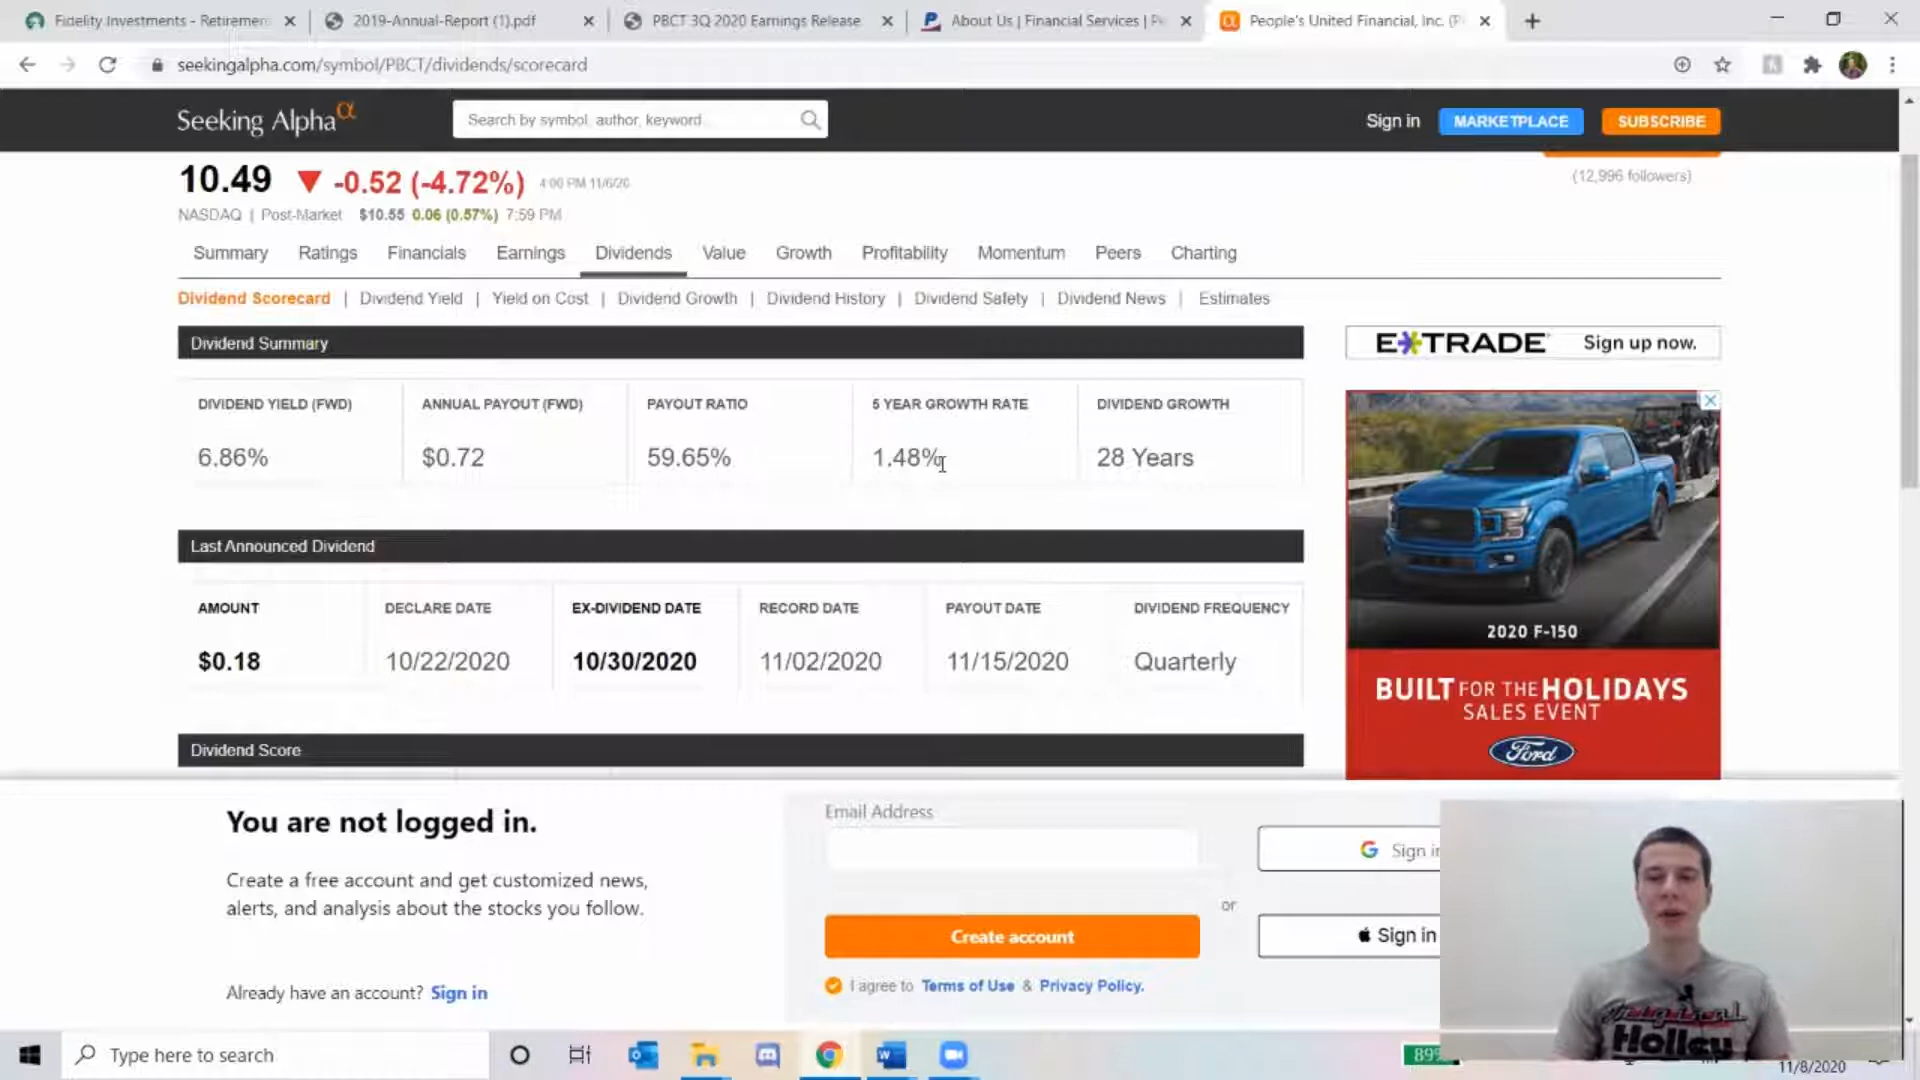 Fidelity Investments - Retiremen
2019-Annual-Report (1).pdf
PBCT 3Q 2020 Earnings Release
About Us | Financial Services | Pe
People's United Financial, Inc. (P
seekingalpha.com/symbol/PBCT/dividends/scorecard
Seeking Alpha α
Search by symbol, author, keyword...
Sign in
MARKETPLACE
SUBSCRIBE
10.49 ▼ -0.52 (-4.72%) 4:00 PM 11/6/20
(12,996 followers)
NASDAQ | Post-Market $10.55 0.06 (0.57%) 7:59 PM
Summary Ratings Financials Earnings Dividends Value Growth Profitability Momentum Peers Charting
Dividend Scorecard | Dividend Yield | Yield on Cost | Dividend Growth | Dividend History | Dividend Safety | Dividend News | Estimates
Dividend Summary
DIVIDEND YIELD (FWD) ANNUAL PAYOUT (FWD) PAYOUT RATIO 5 YEAR GROWTH RATE DIVIDEND GROWTH
6.86% $0.72 59.65% 1.48% 28 Years
Last Announced Dividend
AMOUNT DECLARE DATE EX-DIVIDEND DATE RECORD DATE PAYOUT DATE DIVIDEND FREQUENCY
$0.18 10/22/2020 10/30/2020 11/02/2020 11/15/2020 Quarterly
Dividend Score
E*TRADE Sign up now.
2020 F-150
BUILT FOR THE HOLIDAYS
SALES EVENT
Ford
You are not logged in.
Create a free account and get customized news,
alerts, and analysis about the stocks you follow.
Already have an account? Sign in
Email Address
Create account
I agree to Terms of Use & Privacy Policy.
or
G Sign in
Sign in
Original
Holley
Type here to search
89%
11/8/2020